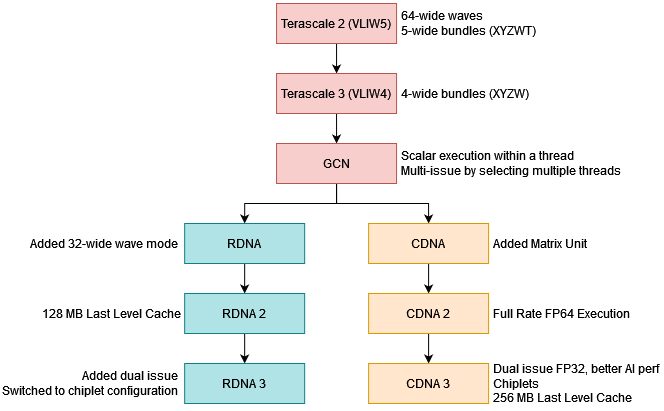 Terascale 2 (VLIW5)
64-wide waves
5-wide bundles (XYZWT)
Terascale 3 (VLIW4)
4-wide bundles (XYZW)
GCN
Scalar execution within a thread
Multi-issue by selecting multiple threads
Added 32-wide wave mode
RDNA
CDNA
Added Matrix Unit
128 MB Last Level Cache
RDNA 2
CDNA 2
Full Rate FP64 Execution
Added dual issue
Switched to chiplet configuration
RDNA 3
CDNA 3
Dual issue FP32, better AI perf
Chiplets
256 MB Last Level Cache